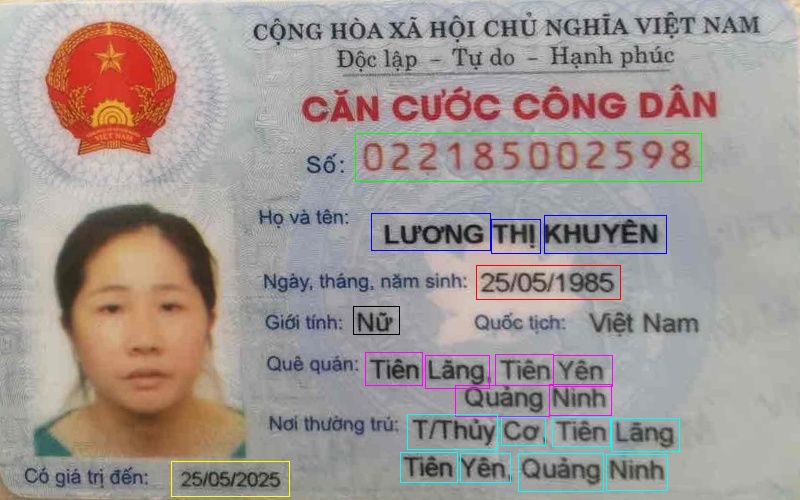 CỘNG HÒA XÃ HỘI CHỦ NGHĨA VIỆT NAM
Độc lập - Tự do - Hạnh phúc
CĂN CƯỚC CÔNG DÂN
Số: 022185002598
Họ và tên: LƯƠNG THỊ KHUYÊN
Ngày, tháng, năm sinh: 25/05/1985
Giới tính: Nữ Quốc tịch: Việt Nam
Quê quán: Tiên Lãng, Tiên Yên
Quảng Ninh
Nơi thường trú: T/Thủy Cơ, Tiên Lãng
Tiên Yên, Quảng Ninh
Có giá trị đến: 25/05/2025